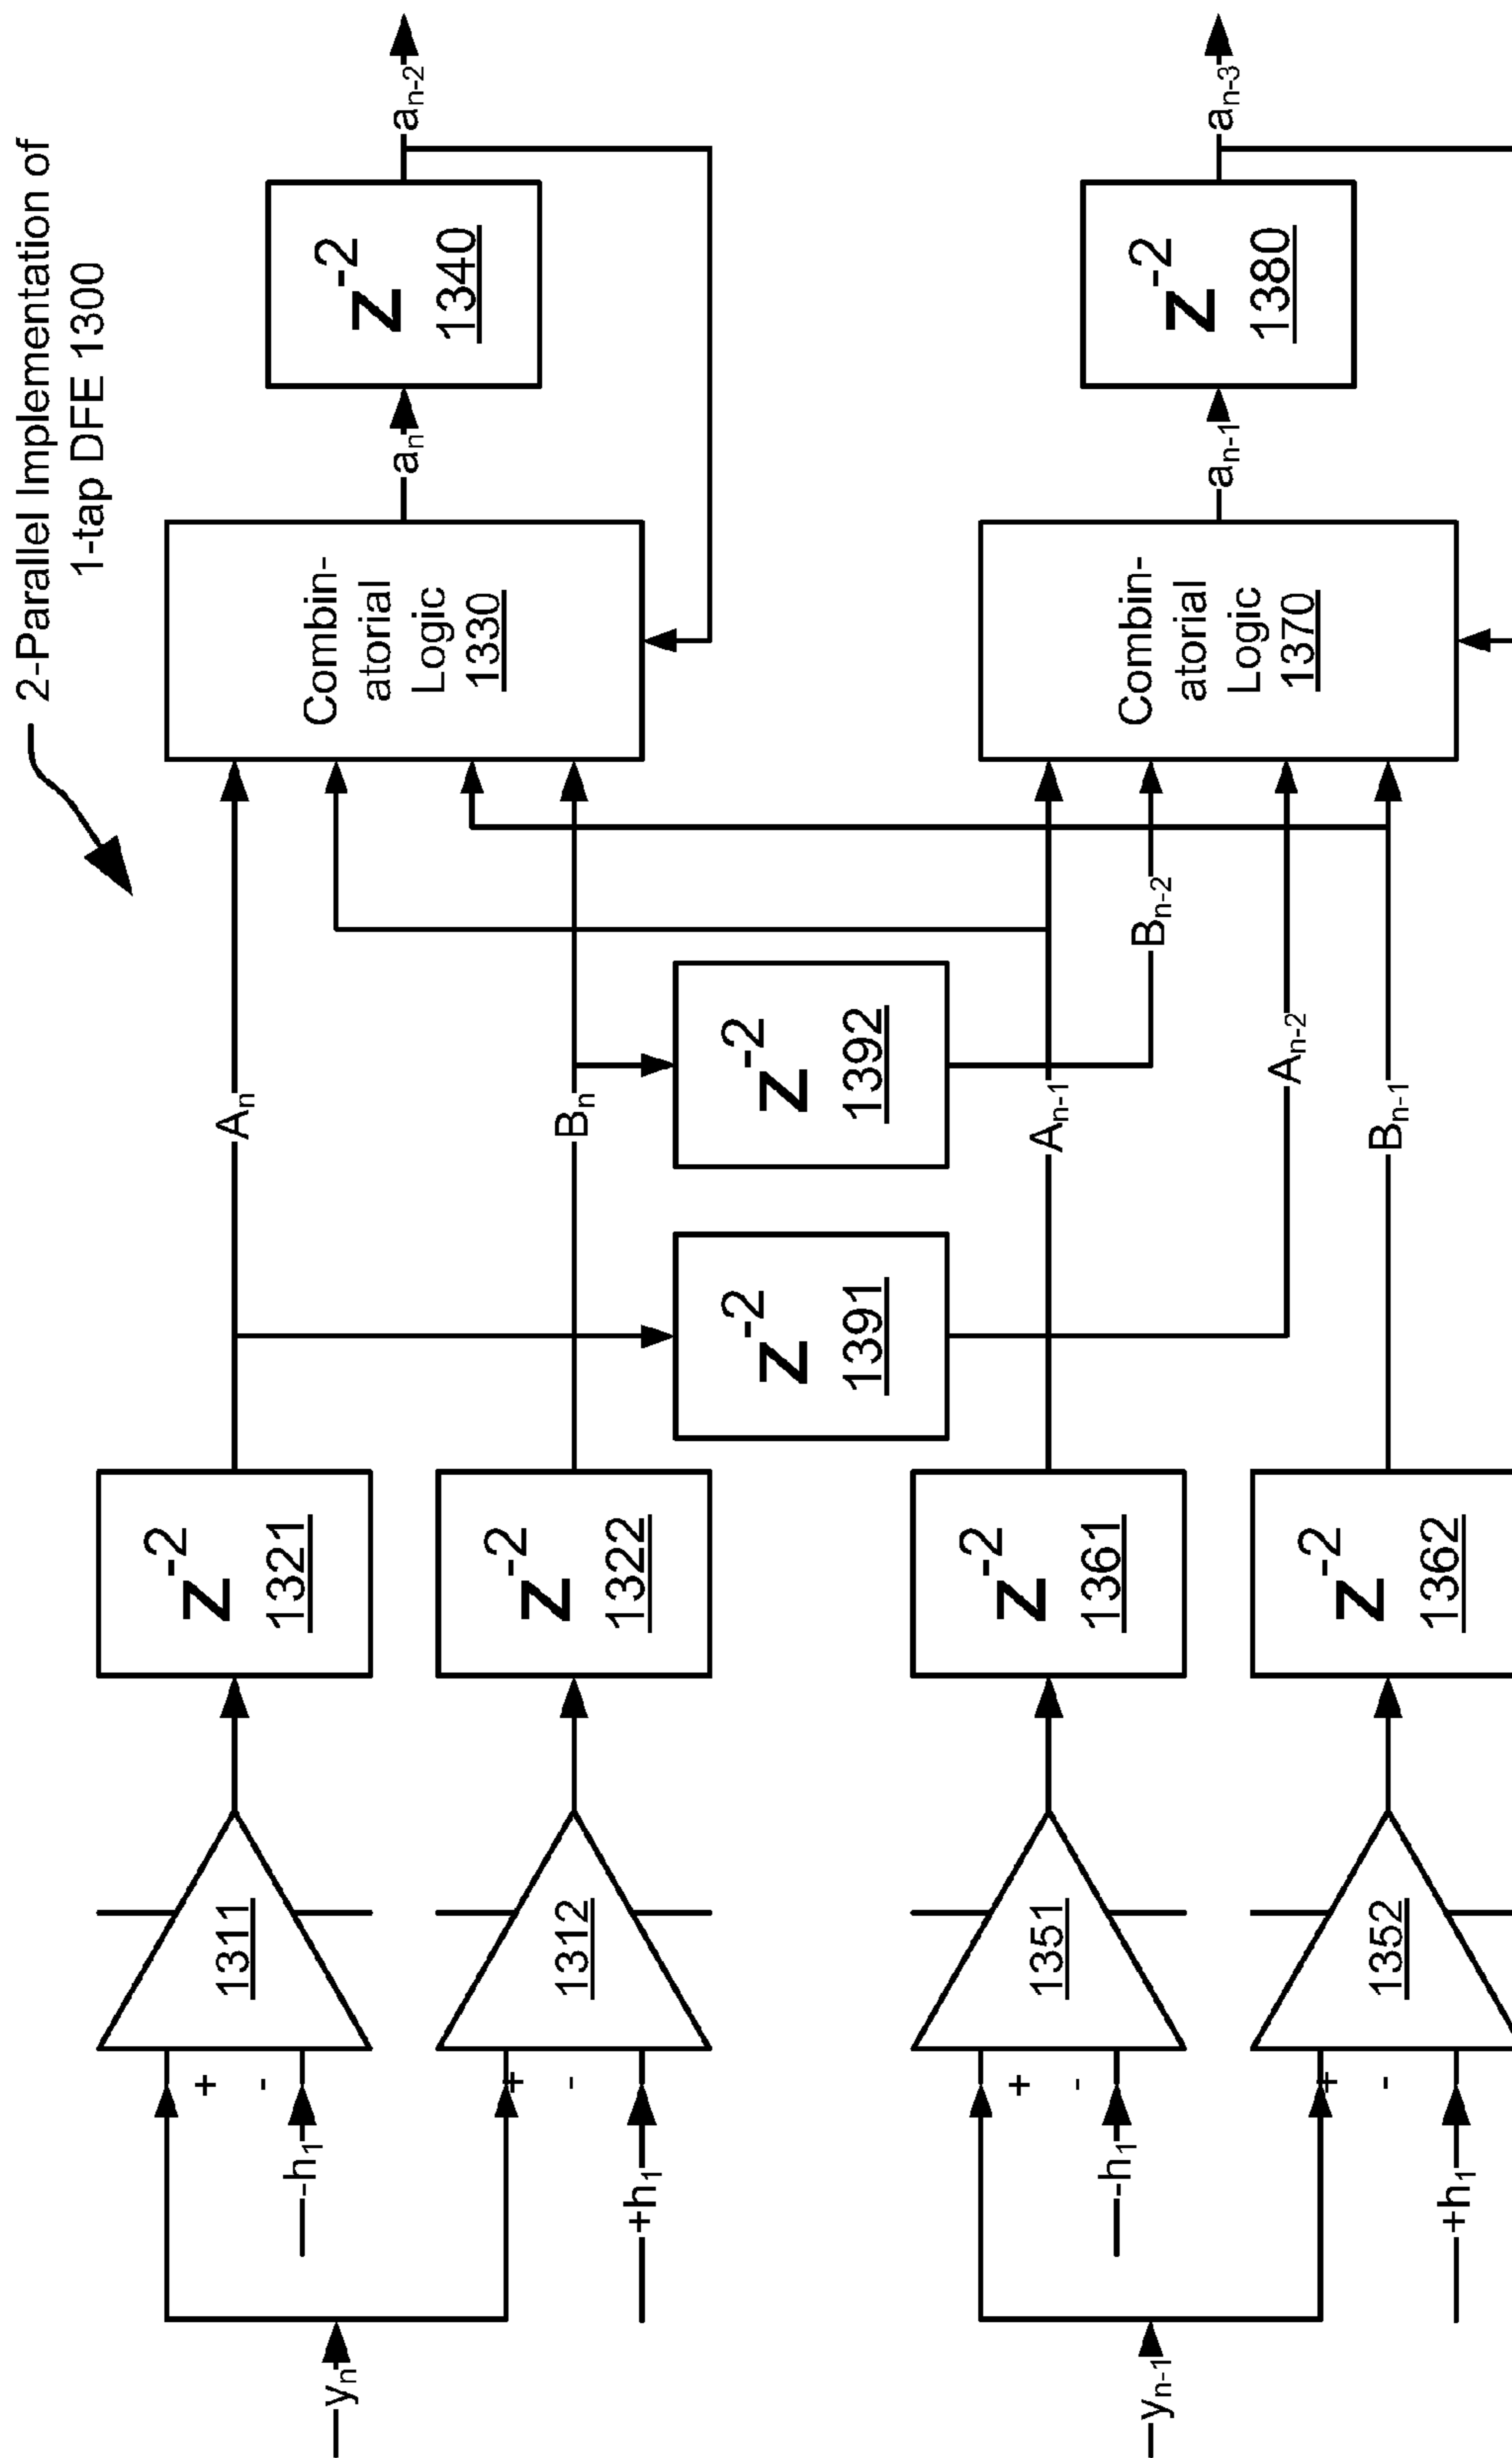 2-Parallel Implementation of
1-tap DFE 1300
yn
+
-
-h1
1311
z-2
1321
An
+
-
+h1
1312
z-2
1322
Bn
Combin-
atorial
Logic
1330
an
z-2
1340
an-2
z-2
1391
z-2
1392
yn-1
+
-
-h1
1351
z-2
1361
An-1
Bn-2
An-2
+
-
+h1
1352
z-2
1362
Bn-1
Combin-
atorial
Logic
1370
an-1
z-2
1380
an-3